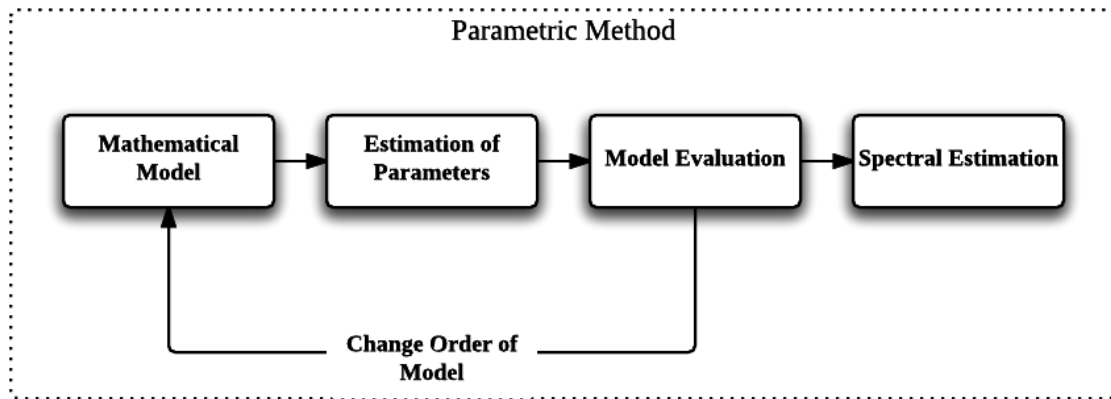 Parametric Method
Mathematical
Model
Estimation of
Parameters
Model Evaluation
Spectral Estimation
Change Order of
Model